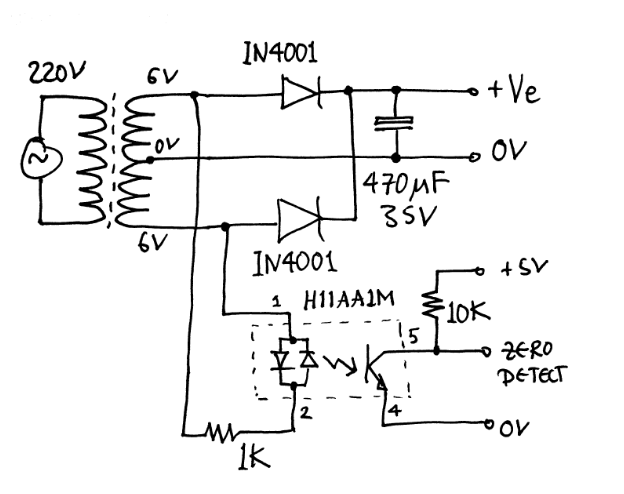 IN4001
220V
6V
+Ve
0V
0V
470µF
35V
6V
IN4001
+5V
1
H11AA1M
10K
5
ZERO
DETECT
2
4
0V
1K